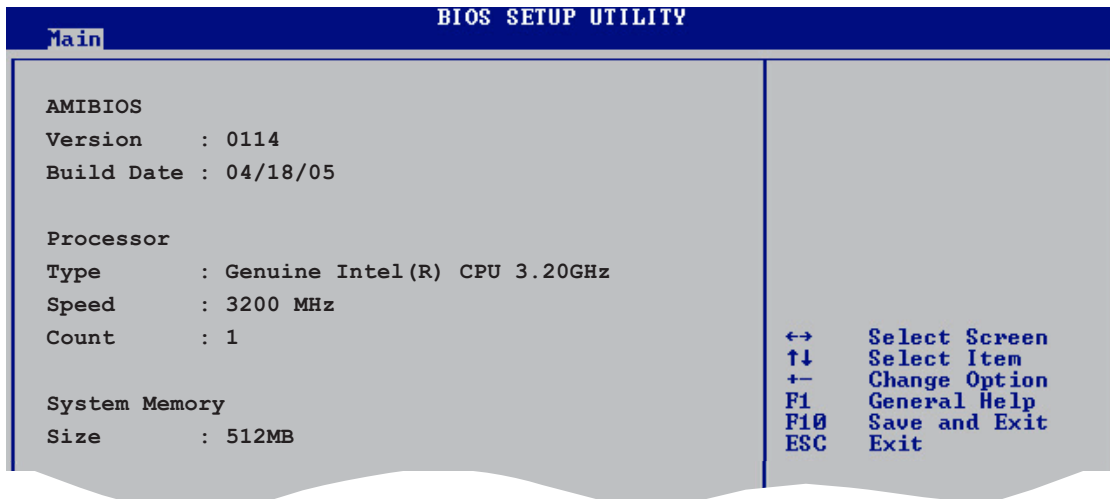 BIOS SETUP UTILITY
Main
AMIBIOS
Version : 0114
Build Date : 04/18/05
Processor
Type : Genuine Intel(R) CPU 3.20GHz
Speed : 3200 MHz
Count : 1
System Memory
Size : 512MB
←→ Select Screen
↑↓ Select Item
+- Change Option
F1 General Help
F10 Save and Exit
ESC Exit